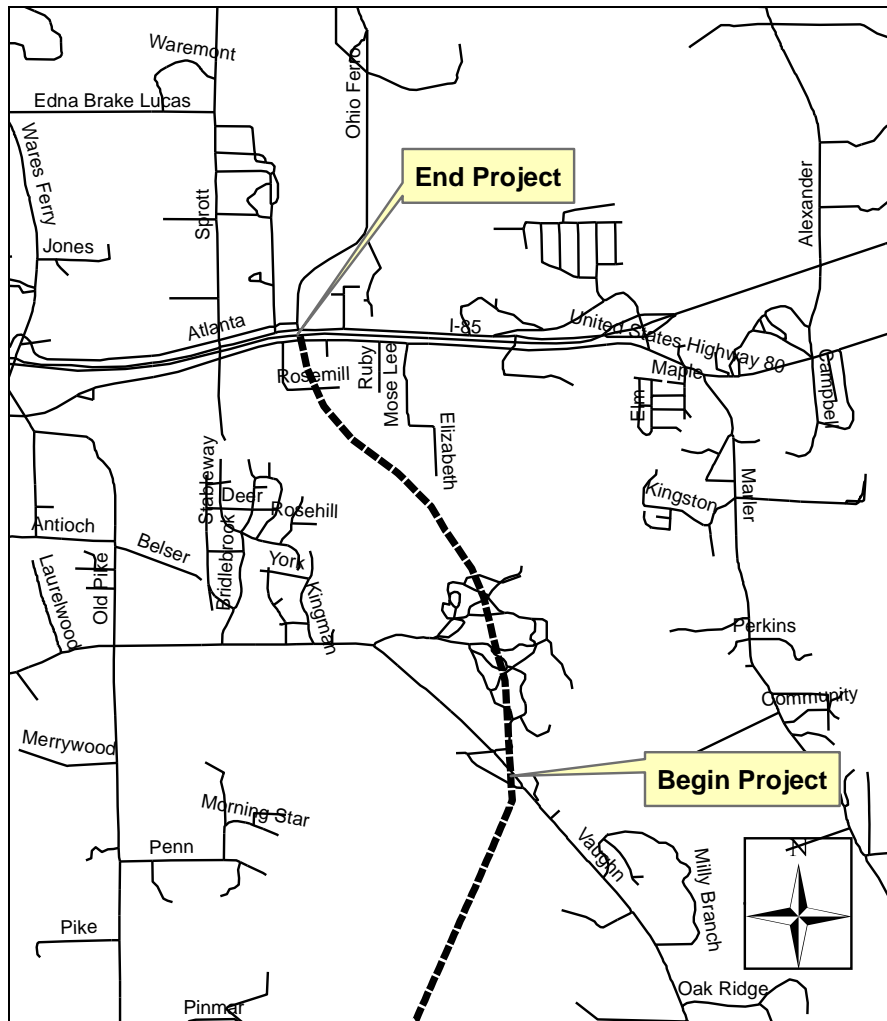 Waremont
Ohio Ferro
Edna Brake Lucas
Wares Ferry
End Project
Alexander
Sprott
Jones
Atlanta
I-85
United States Highway 80
Rosemill
Ruby
Mose Lee
Maple
Campbell
Elm
Elizabeth
Stableway
Deer
Rosehill
Kingston
Marler
Antioch
Belser
Bridlebrook
York
Laurelwood
Old Pike
Kingman
Perkins
Community
Merrywood
Begin Project
Morning Star
Penn
Vaughn
Milly Branch
N
Pike
Oak Ridge
Pinmar